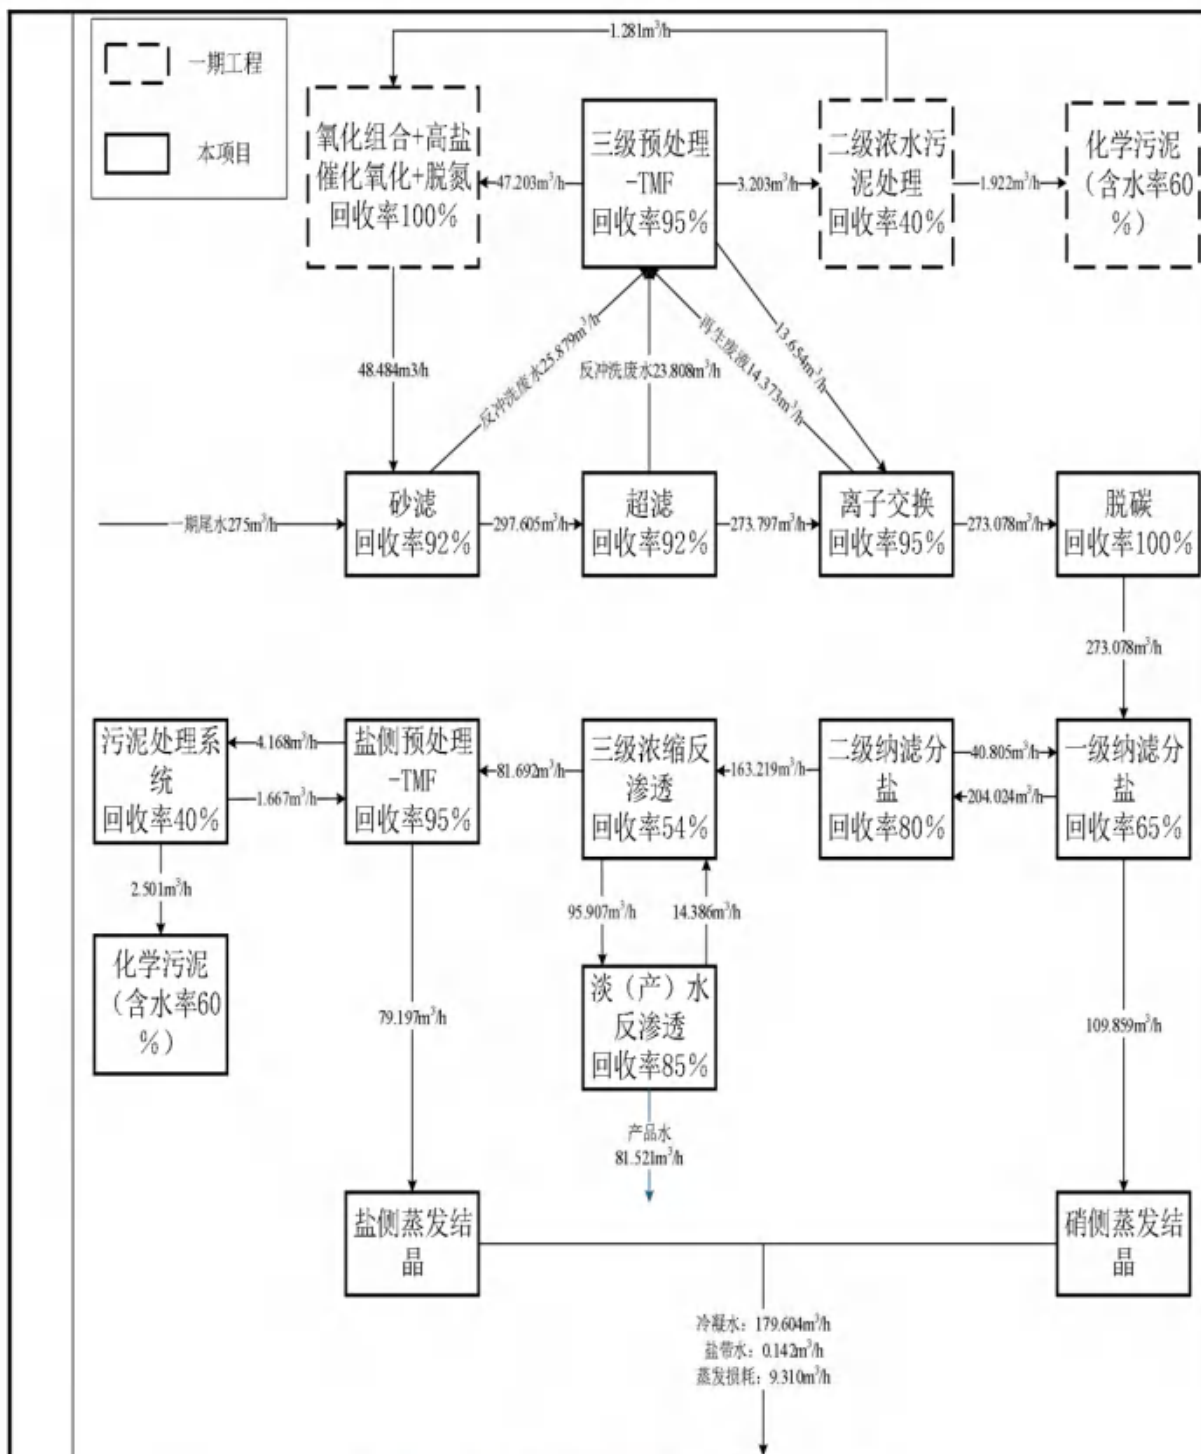 1.281m³/h
一期工程
本项目
氧化组合+高盐
催化氧化+脱氮
回收率100%
47.203m³/h
三级预处理
-TMF
回收率95%
3.203m³/h
二级浓水污
泥处理
回收率40%
1.922m³/h
化学污泥
（含水率60
%）
48.484m3/h
反冲洗废水25.879m³/h
反冲洗废水23.808m³/h
再生废液14.373m³/h
13.654m³/h
一期尾水275m³/h
砂滤
回收率92%
297.605m³/h
超滤
回收率92%
273.797m³/h
离子交换
回收率95%
273.078m³/h
脱碳
回收率100%
273.078m³/h
污泥处理系
统
回收率40%
4.168m³/h
1.667m³/h
盐侧预处理
-TMF
回收率95%
81.692m³/h
三级浓缩反
渗透
回收率54%
163.219m³/h
二级纳滤分
盐
回收率80%
40.805m³/h
204.024m³/h
一级纳滤分
盐
回收率65%
2.501m³/h
95.907m³/h
14.386m³/h
化学污泥
（含水率60
%）
79.197m³/h
淡（产）水
反渗透
回收率85%
109.859m³/h
产品水
81.521m³/h
盐侧蒸发结
晶
硝侧蒸发结
晶
冷凝水：179.604m³/h
盐带水：0.142m³/h
蒸发损耗：9.310m³/h